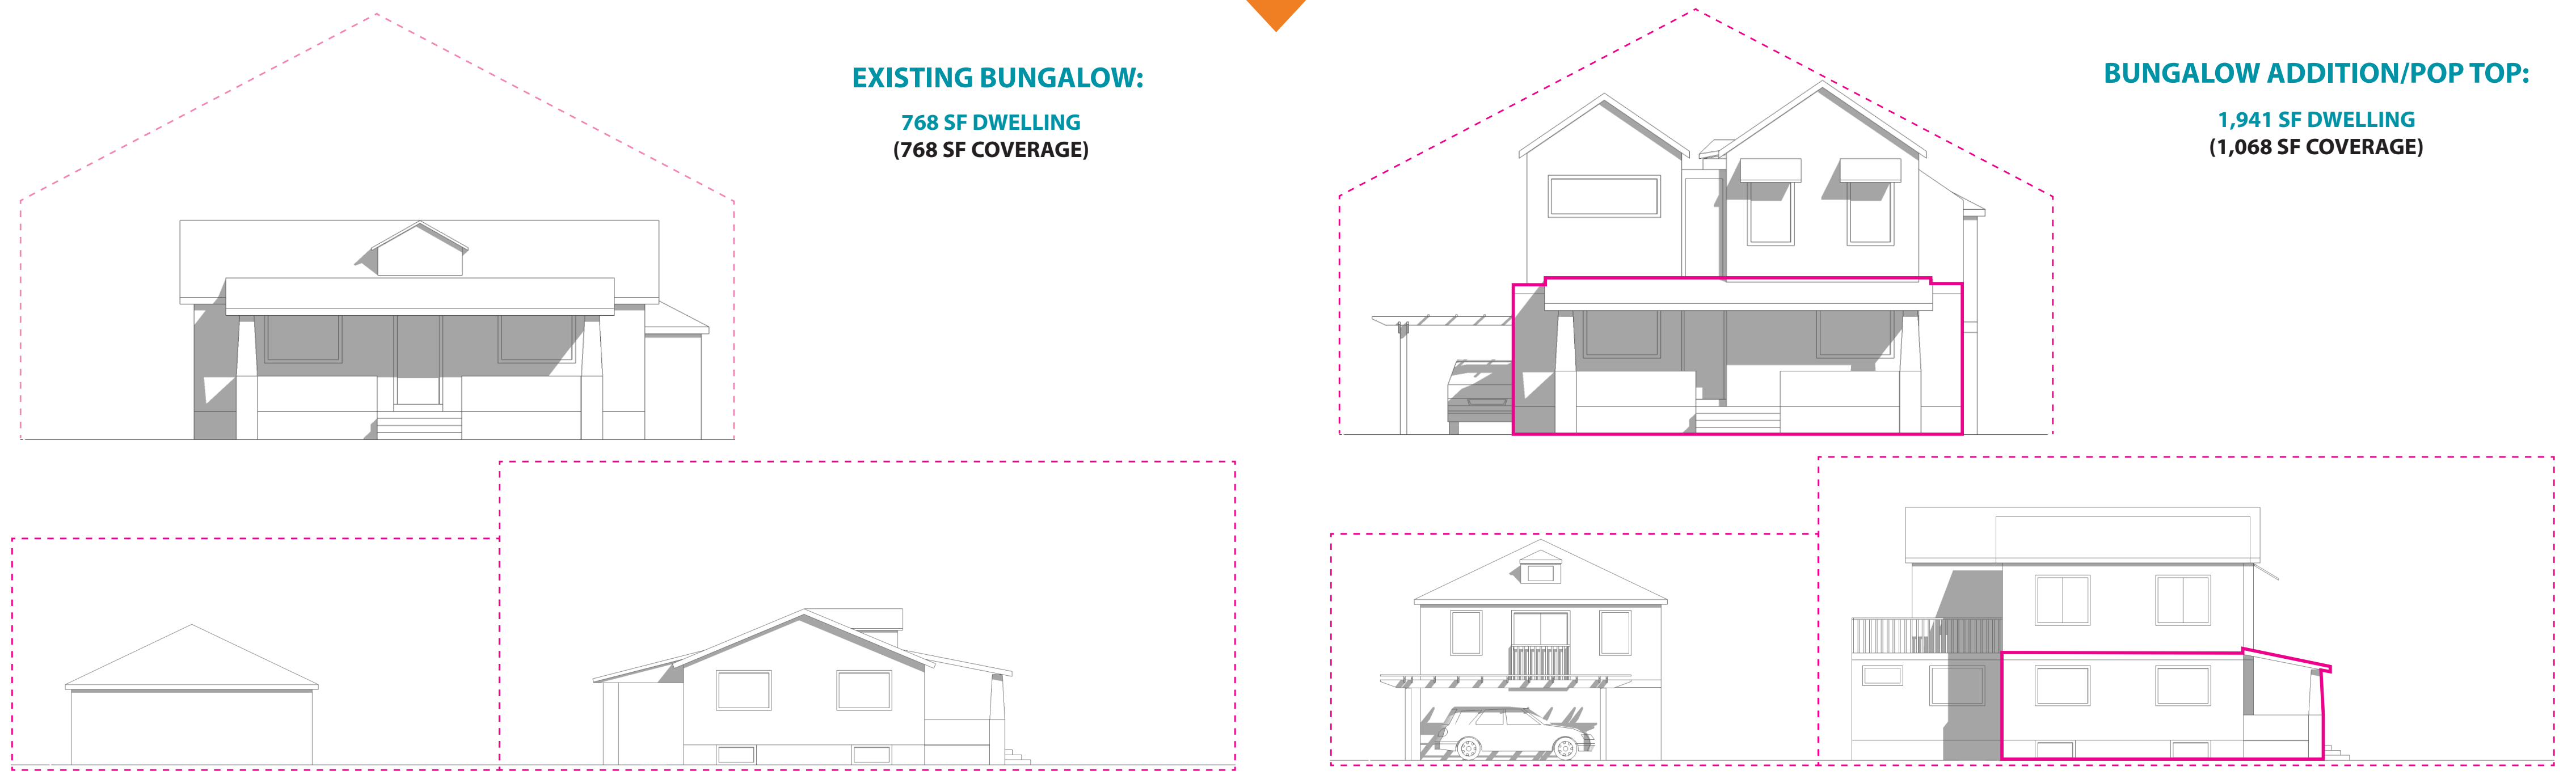 EXISTING BUNGALOW:
768 SF DWELLING
(768 SF COVERAGE)
BUNGALOW ADDITION/POP TOP:
1,941 SF DWELLING
(1,068 SF COVERAGE)